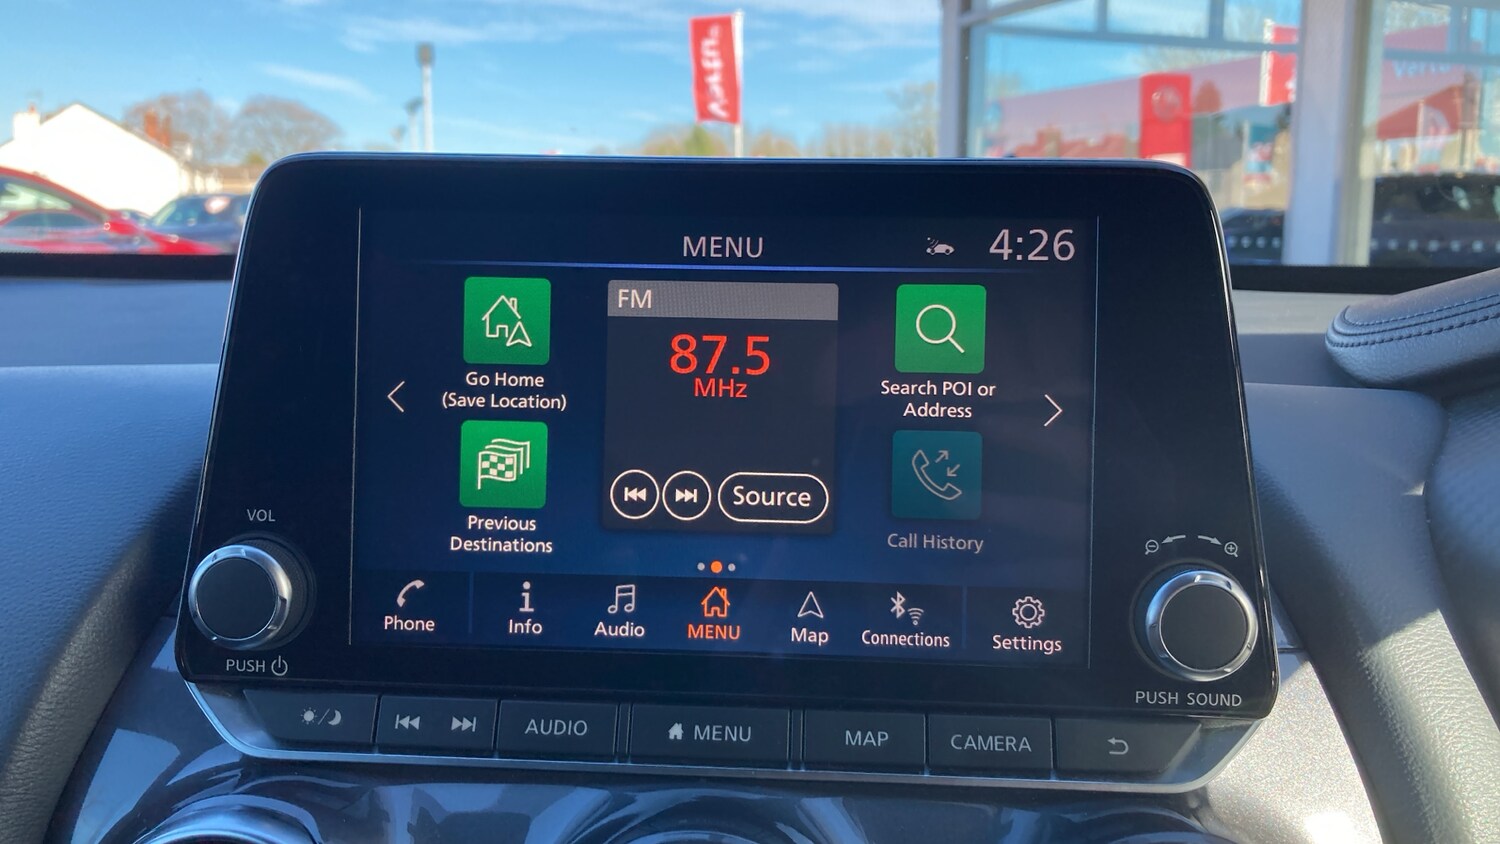 MENU
4:26
FM
87.5
MHz
Go Home
(Save Location)
Search POI or
Address
Source
Previous
Destinations
Call History
Phone
Info
Audio
MENU
Map
Connections
Settings
VOL
PUSH
PUSH SOUND
AUDIO
MENU
MAP
CAMERA